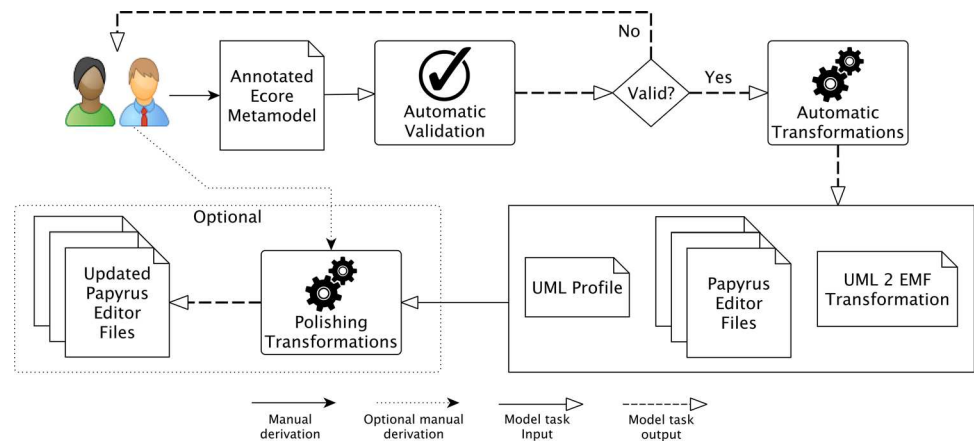 No
Annotated
Ecore
Metamodel
Automatic
Validation
Valid?
Yes
Automatic
Transformations
Optional
Updated
Papyrus
Editor
Files
Polishing
Transformations
UML Profile
Papyrus
Editor
Files
UML 2 EMF
Transformation
Manual
derivation
Optional manual
derivation
Model task
Input
Model task
output